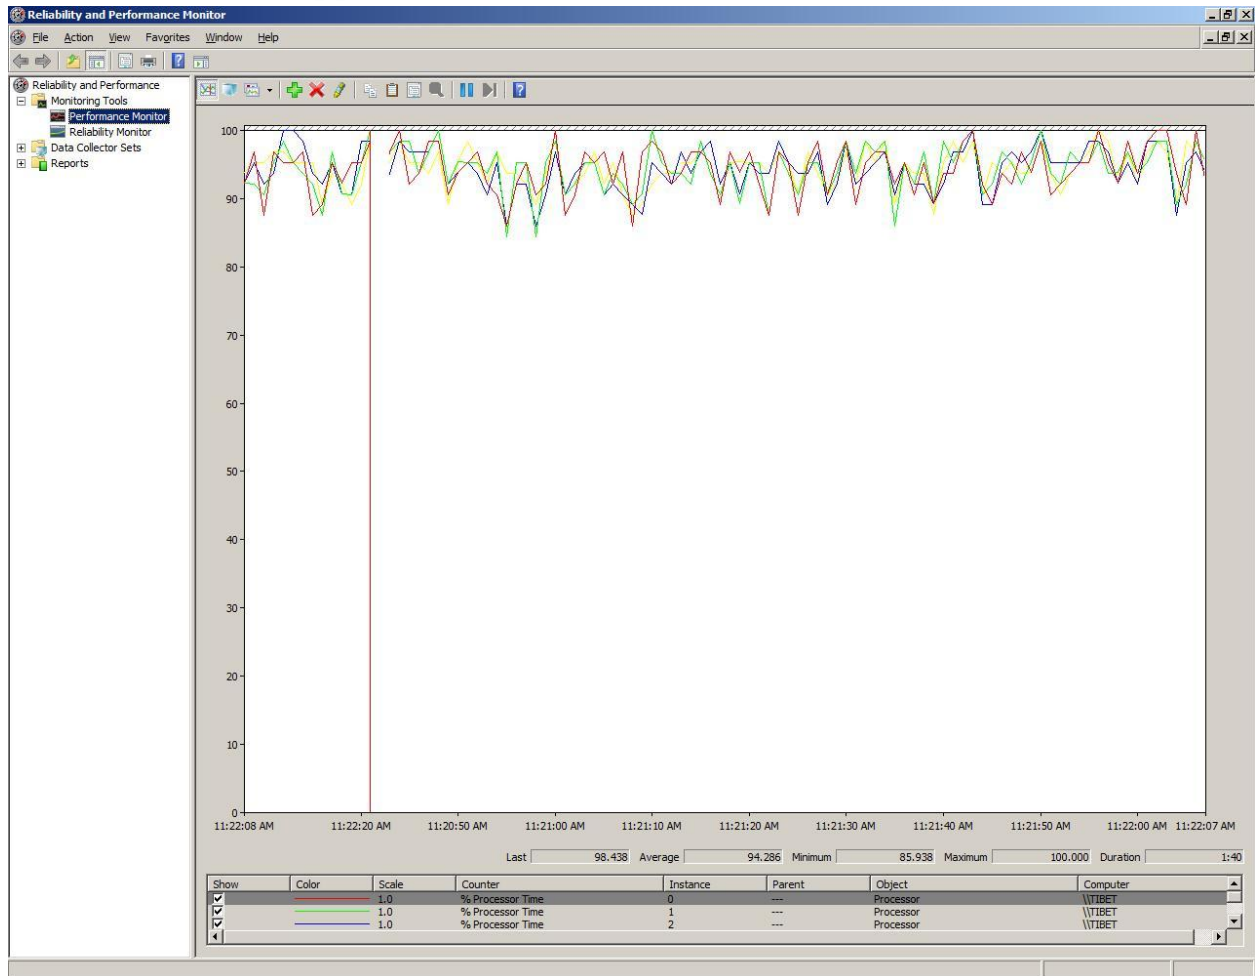 Reliability and Performance Monitor
File Action View Favorites Window Help
Reliability and Performance
Monitoring Tools
Performance Monitor
Reliability Monitor
Data Collector Sets
Reports
100
90
80
70
60
50
40
30
20
10
0
11:22:08 AM 11:22:20 AM 11:20:50 AM 11:21:00 AM 11:21:10 AM 11:21:20 AM 11:21:30 AM 11:21:40 AM 11:21:50 AM 11:22:00 AM 11:22:07 AM
Last 98.438 Average 94.286 Minimum 85.938 Maximum 100.000 Duration 1:40
Show Color Scale Counter Instance Parent Object Computer
1.0 % Processor Time 0 --- Processor \\TIBET
1.0 % Processor Time 1 --- Processor \\TIBET
1.0 % Processor Time 2 --- Processor \\TIBET